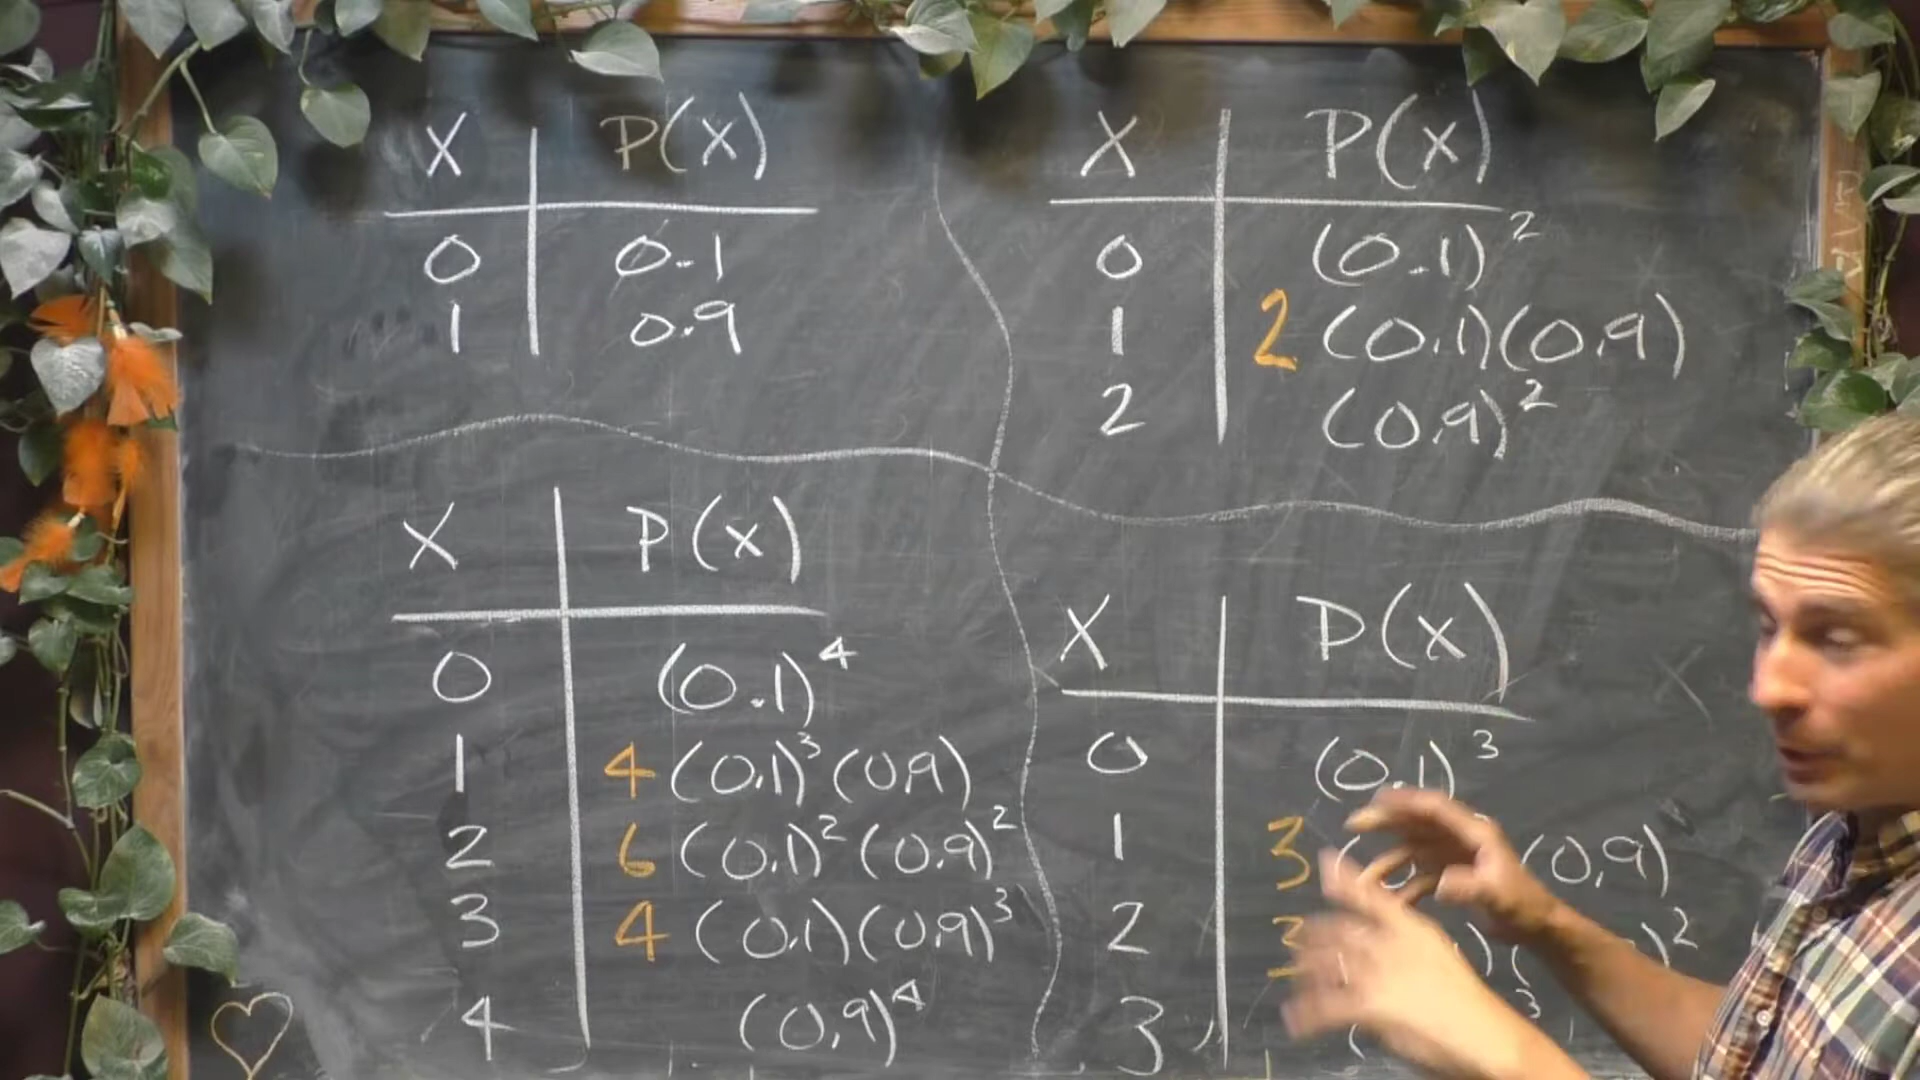 X P(x)
0 0.1
1 0.9
X P(x)
0 (0.1)²
1 2 (0.1)(0.9)
2 (0.9)²
X P(x)
0 (0.1)⁴
1 4 (0.1)³(0.9)
2 6 (0.1)²(0.9)²
3 4 (0.1)(0.9)³
4 (0.9)⁴
X P(x)
0 (0.1)³
1 3 (0.9)
2 3
3